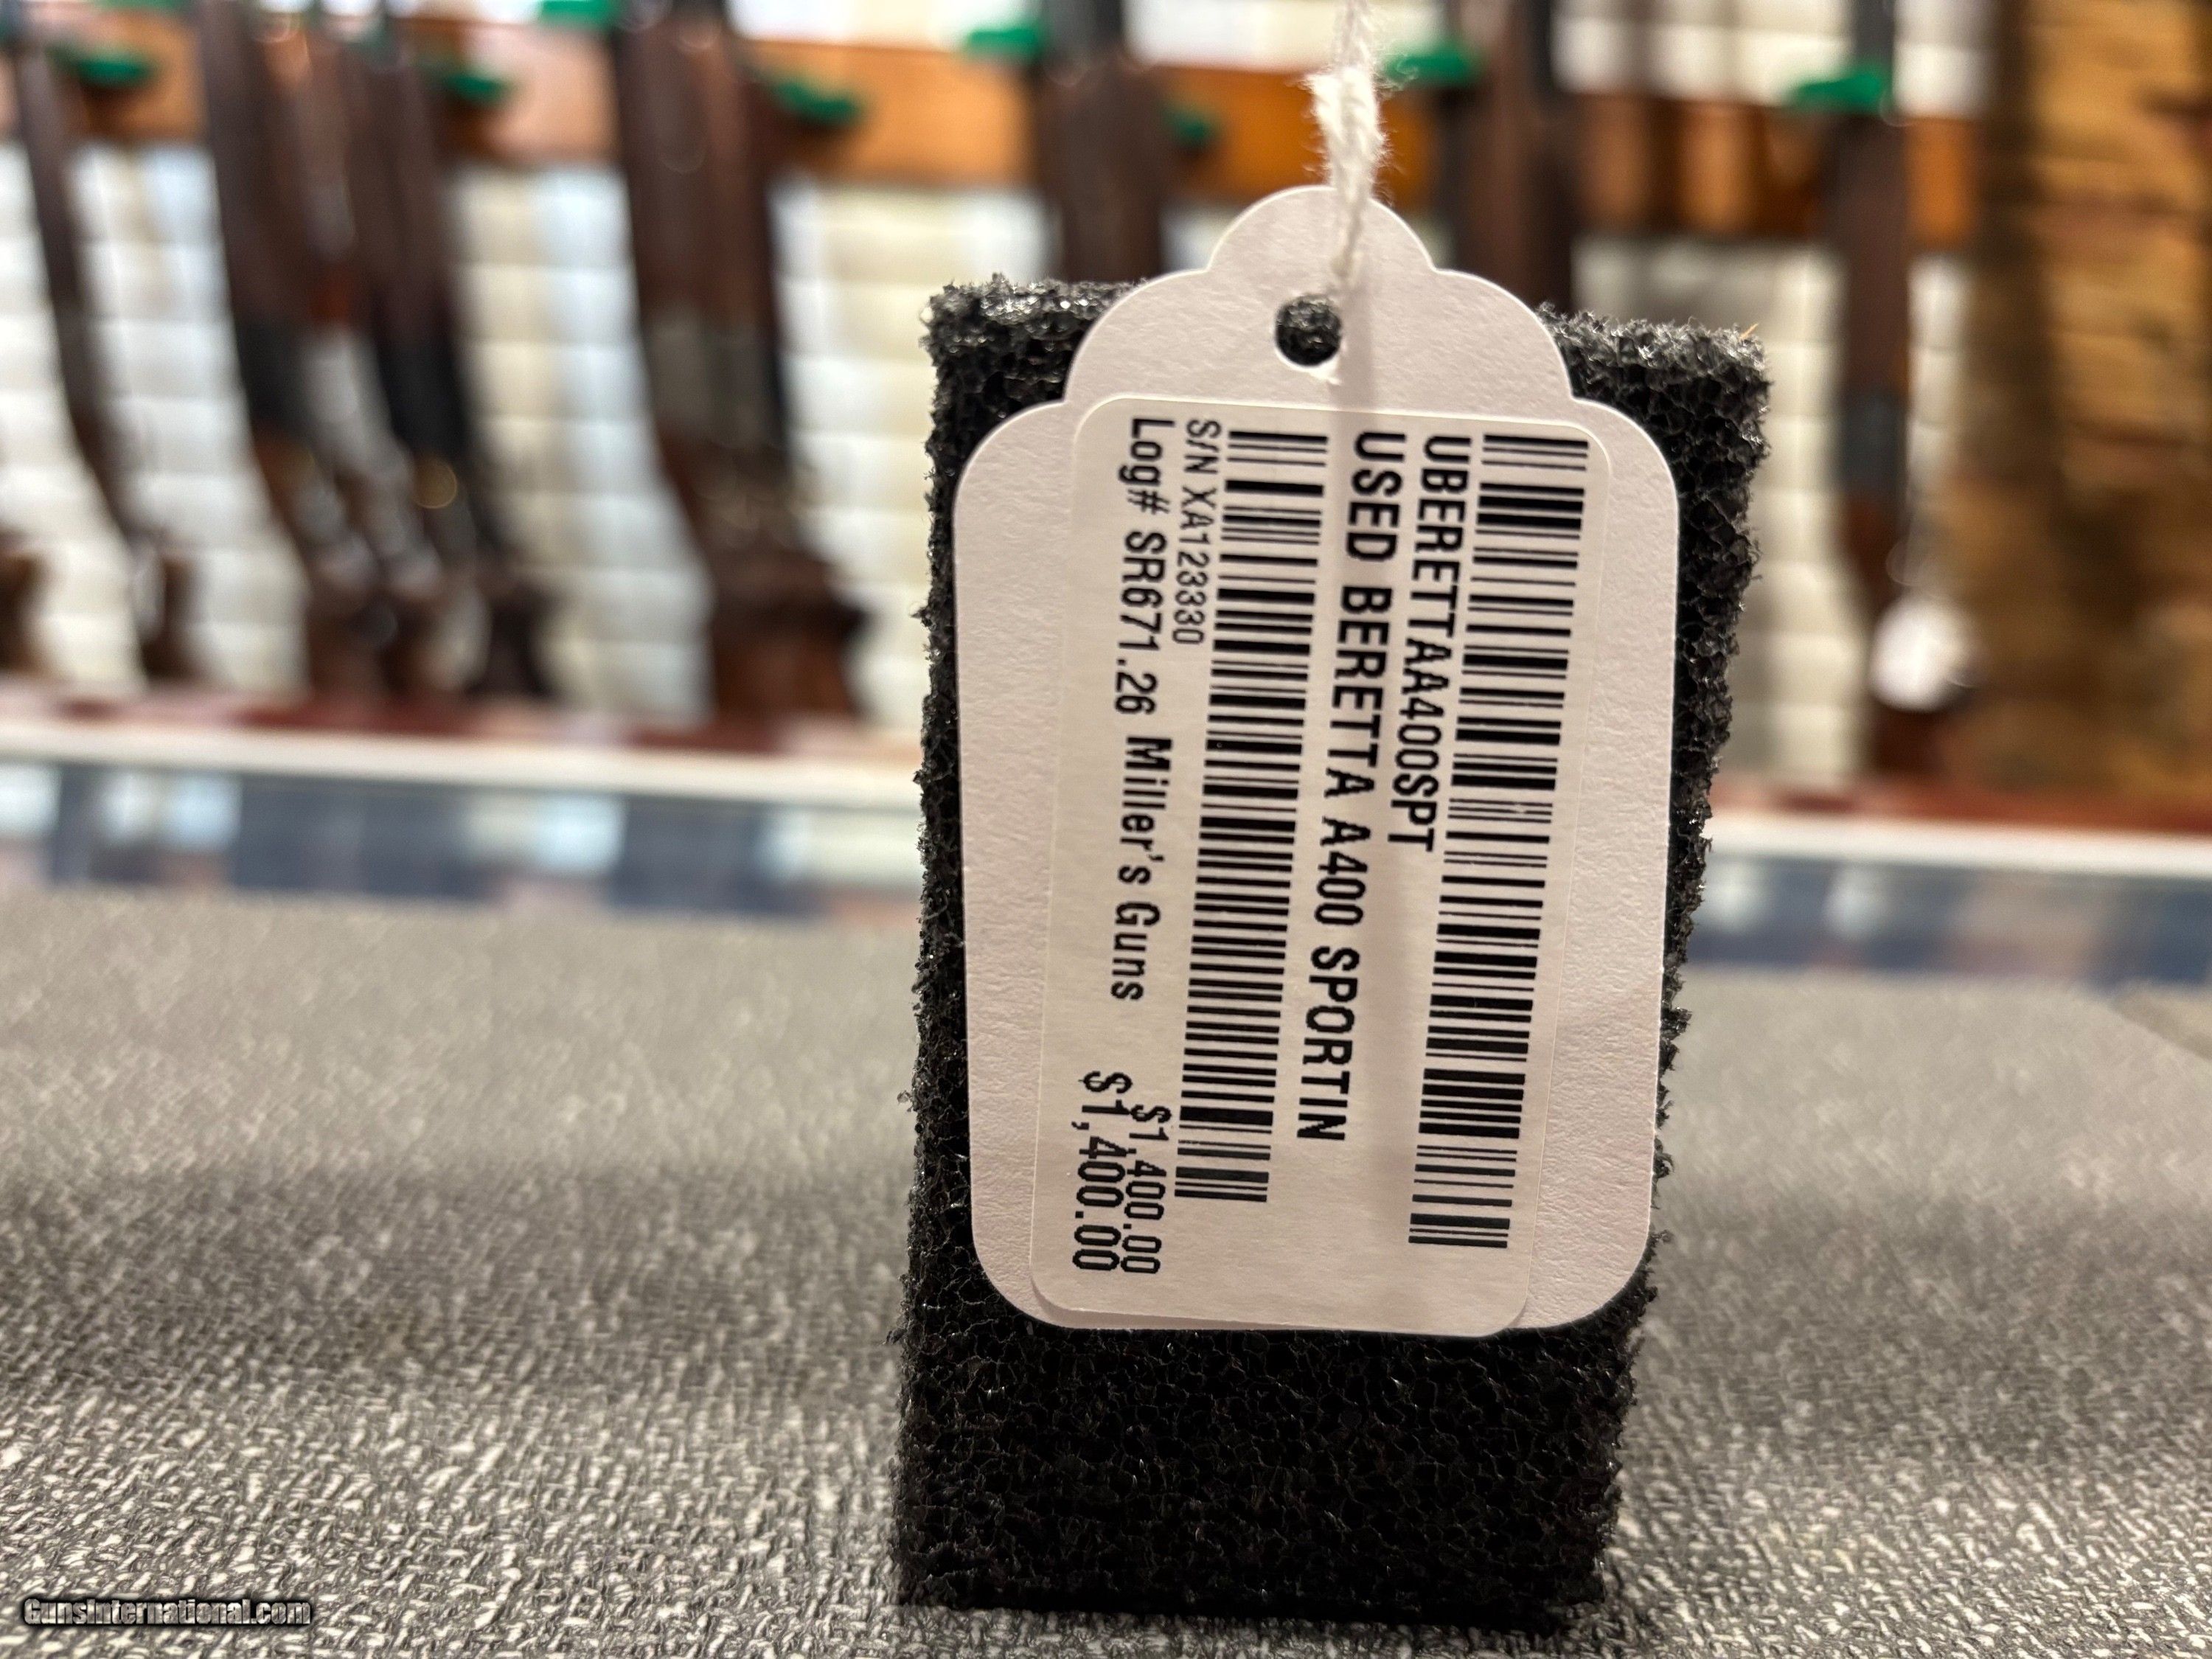 UBERETTAA400SPT
USED BERETTA A400 SPORTIN
S/N XA123330
$1,400.00
Log# SR671.26 Miller's Guns $1,400.00
GunsInternational.com